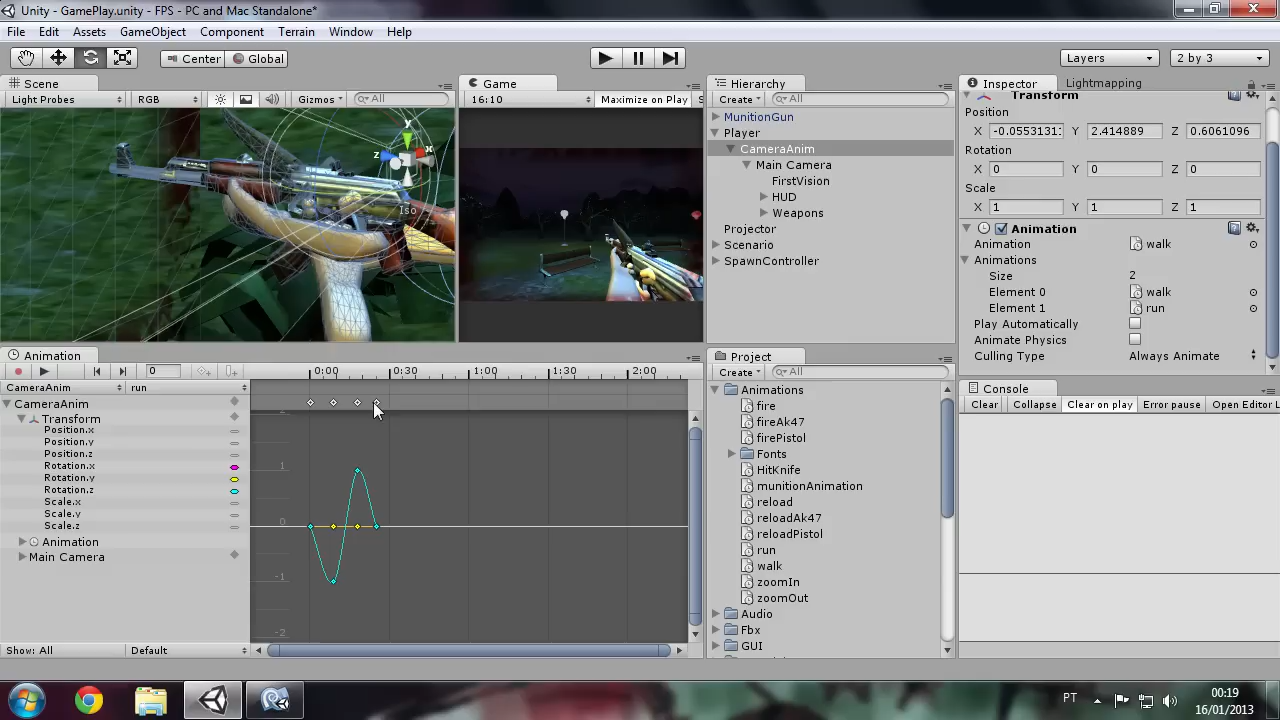 Unity - GamePlay.unity - FPS - PC and Mac Standalone*
File Edit Assets GameObject Component Terrain Window Help
Center Global
Layers
2 by 3
Scene
Light Probes
RGB
Gizmos
All
y
z
x
Iso
Game
16:10
Maximize on Play
Hierarchy
Create
All
MunitionGun
Player
CameraAnim
Main Camera
FirstVision
HUD
Weapons
Projector
Scenario
SpawnController
Inspector
Lightmapping
Transform
Position
X -0.0553131 Y 2.414889 Z 0.6061096
Rotation
X 0 Y 0 Z 0
Scale
X 1 Y 1 Z 1
Animation
Animation walk
Animations
Size 2
Element 0 walk
Element 1 run
Play Automatically
Animate Physics
Culling Type Always Animate
Animation
0
0:00 0:30 1:00 1:30 2:00
CameraAnim run
CameraAnim
Transform
Position.x
Position.y
Position.z
Rotation.x
Rotation.y
Rotation.z
Scale.x
Scale.y
Scale.z
Animation
Main Camera
1
0
-1
-2
Show: All
Default
Project
Create
All
Animations
fire
fireAk47
firePistol
Fonts
HitKnife
munitionAnimation
reload
reloadAk47
reloadPistol
run
walk
zoomIn
zoomOut
Audio
Fbx
GUI
Console
Clear Collapse Clear on play Error pause Open Editor L
PT
00:19
16/01/2013